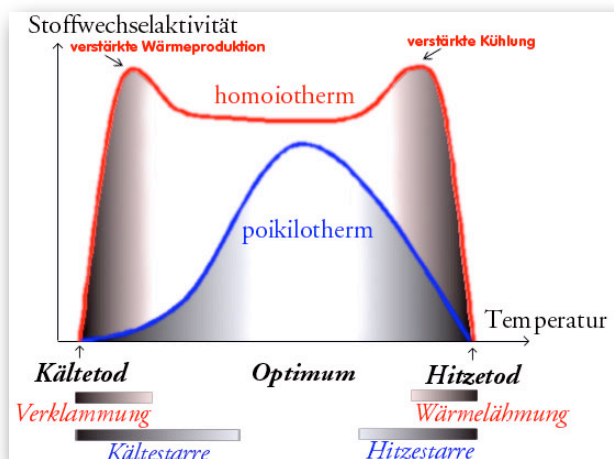 Stoffwechselaktivität
verstärkte Wärmeproduktion
verstärkte Kühlung
homoiotherm
poikilotherm
Temperatur
Kältetod
Optimum
Hitzetod
Verklammung
Wärmelähmung
Kältestarre
Hitzestarre